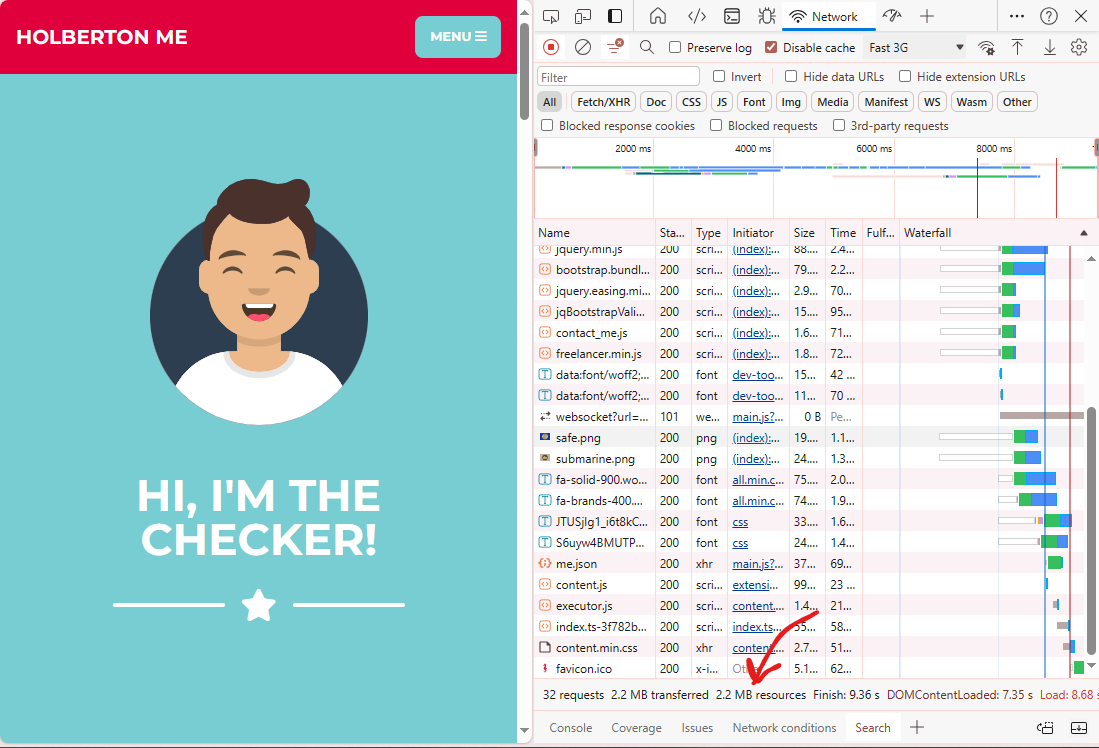 HOLBERTON ME
MENU
HI, I'M THE
CHECKER!
Network
Preserve log
Disable cache
Fast 3G
Filter
Invert
Hide data URLs
Hide extension URLs
All
Fetch/XHR
Doc
CSS
JS
Font
Img
Media
Manifest
WS
Wasm
Other
Blocked response cookies
Blocked requests
3rd-party requests
2000 ms
4000 ms
6000 ms
8000 ms
Name Sta... Type Initiator Size Time Fulf... Waterfall
jquery.min.js 200 scri... (index):... 88.... 2.4...
bootstrap.bundl... 200 scri... (index):... 79.... 2.2...
jquery.easing.mi... 200 scri... (index):... 2.9... 70...
jqBootstrapVali... 200 scri... (index):... 15.... 95...
contact_me.js 200 scri... (index):... 1.6... 71...
freelancer.min.js 200 scri... (index):... 1.8... 72...
data:font/woff2;... 200 font dev-too... 15... 42 ...
data:font/woff2;... 200 font dev-too... 11... 70 ...
websocket?url=... 101 we... main.js?... 0 B Pe...
safe.png 200 png (index):... 19.... 1.1...
submarine.png 200 png (index):... 24.... 1.3...
fa-solid-900.wo... 200 font all.min.c... 75... 2.0...
fa-brands-400.... 200 font all.min.c... 74... 1.9...
JTUSjIg1_i6t8kC... 200 font css 33.... 1.6...
S6uyw4BMUTP... 200 font css 24.... 1.4...
me.json 200 xhr main.js?... 37... 69...
content.js 200 scri... extensi... 99... 23 ...
executor.js 200 scri... content.... 1.4... 21...
index.ts-3f782b... 200 scri... index.ts... 55... 58...
content.min.css 200 xhr conten... 2.7... 51...
favicon.ico 200 x-i... 5.1... 62...
32 requests 2.2 MB transferred 2.2 MB resources Finish: 9.36 s DOMContentLoaded: 7.35 s Load: 8.68 s
Console
Coverage
Issues
Network conditions
Search